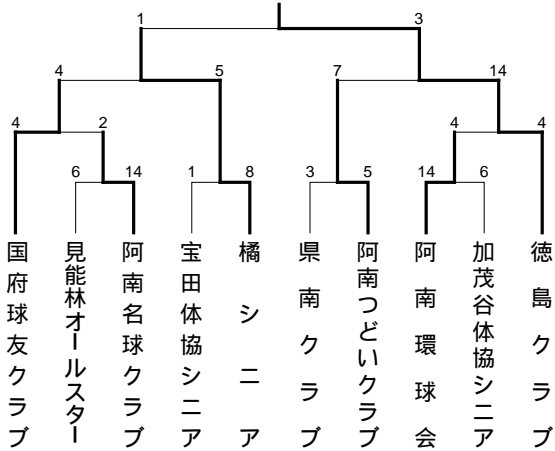 1 3
4 5 7 14
4 2 4 4
6 14 1 8 3 5 14 6
国府球友クラブ
見能林オールスター
阿南名球クラブ
宝田体協シニア
橘シニア
県南クラブ
阿南つどいクラブ
阿南環球会
加茂谷体協シニア
徳島クラブ